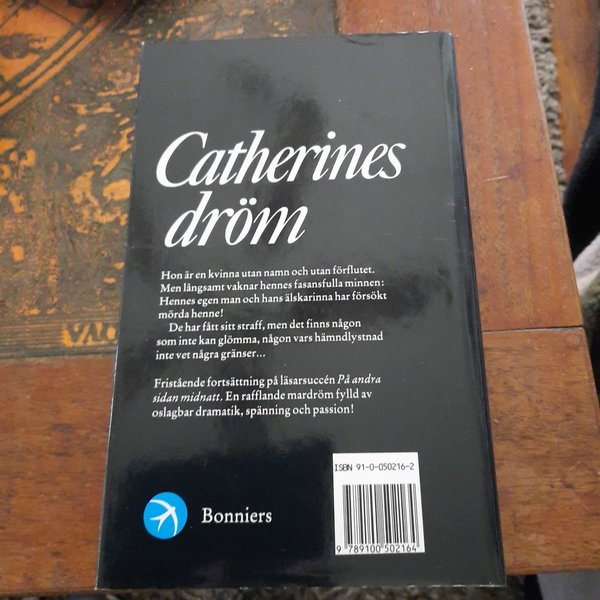 Catherines
dröm
Hon är en kvinna utan namn och utan förflutet.
Men långsamt vaknar hennes fasansfulla minnen:
Hennes egen man och hans älskarinna har försökt
mörda henne!
De har fått sitt straff, men det finns någon
som inte kan glömma, någon vars hämndlystnad
inte vet några gränser...
Fristående fortsättning på läsarsuccén På andra
sidan midnatt. En rafflande mardröm fylld av
oslagbar dramatik, spänning och passion!
ISBN 91-0-050216-2
Bonniers
9 789100 502164